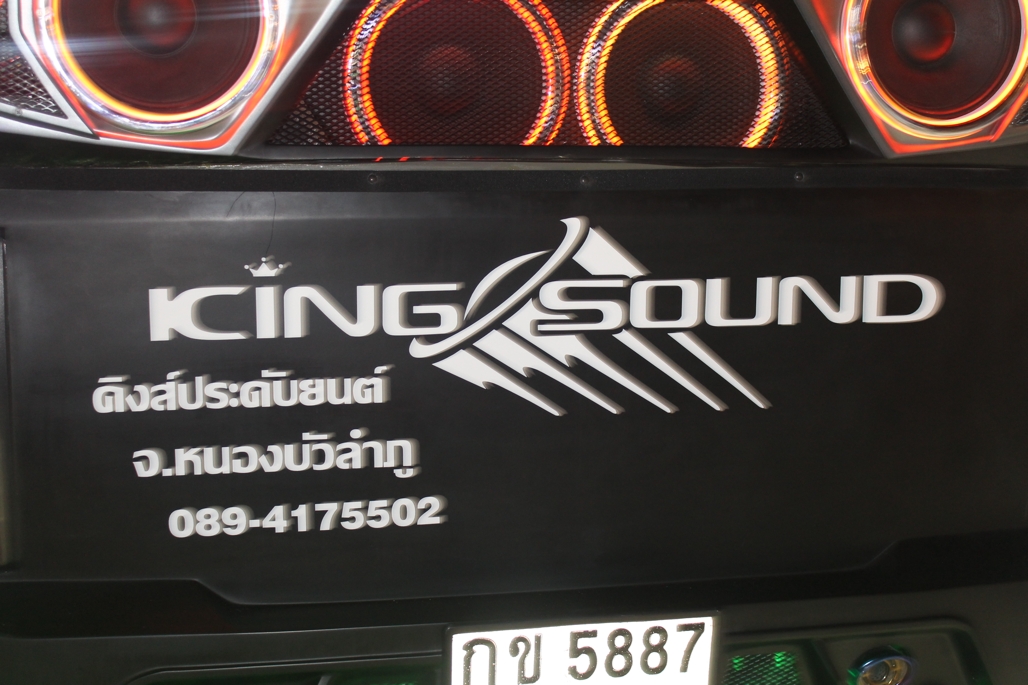 KING SOUND
คิงส์ประดับยนต์
จ.หนองบัวลำภู
089-4175502
กข 5887